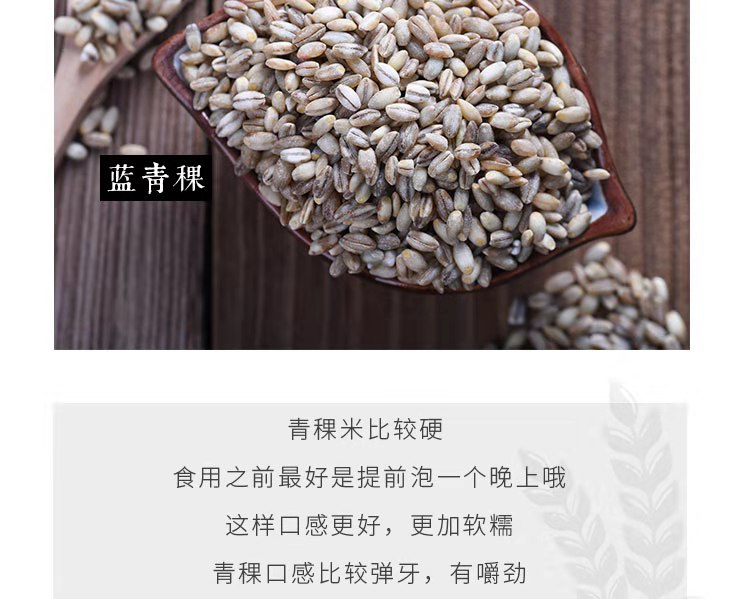 蓝青稞
青稞米比较硬
食用之前最好是提前泡一个晚上哦
这样口感更好，更加软糯
青稞口感比较弹牙，有嚼劲